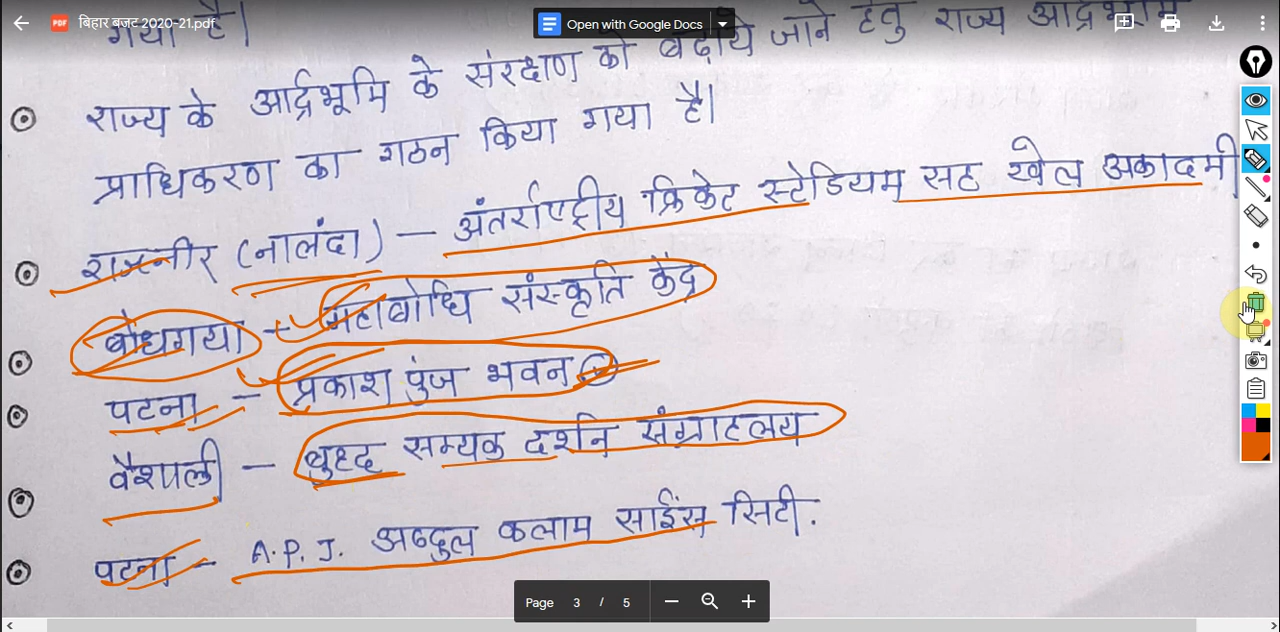 बिहार बजट 2020-21.pdf
Open with Google Docs
गया है।
बढ़ाये जाने हेतु राज्य आर्द्रभूमि
राज्य के आर्द्रभूमि के संरक्षण को
प्राधिकरण का गठन किया गया है।
राजगीर (नालंदा) – अंतर्राष्ट्रीय क्रिकेट स्टेडियम सह खेल अकादमी
बोधगया – महाबोधि संस्कृति केंद्र
पटना – प्रकाश पुंज भवन
वैशाली – बुद्ध सम्यक दर्शन संग्राहलय
पटना – A.P.J. अब्दुल कलाम साईंस सिटी.
Page 3 / 5